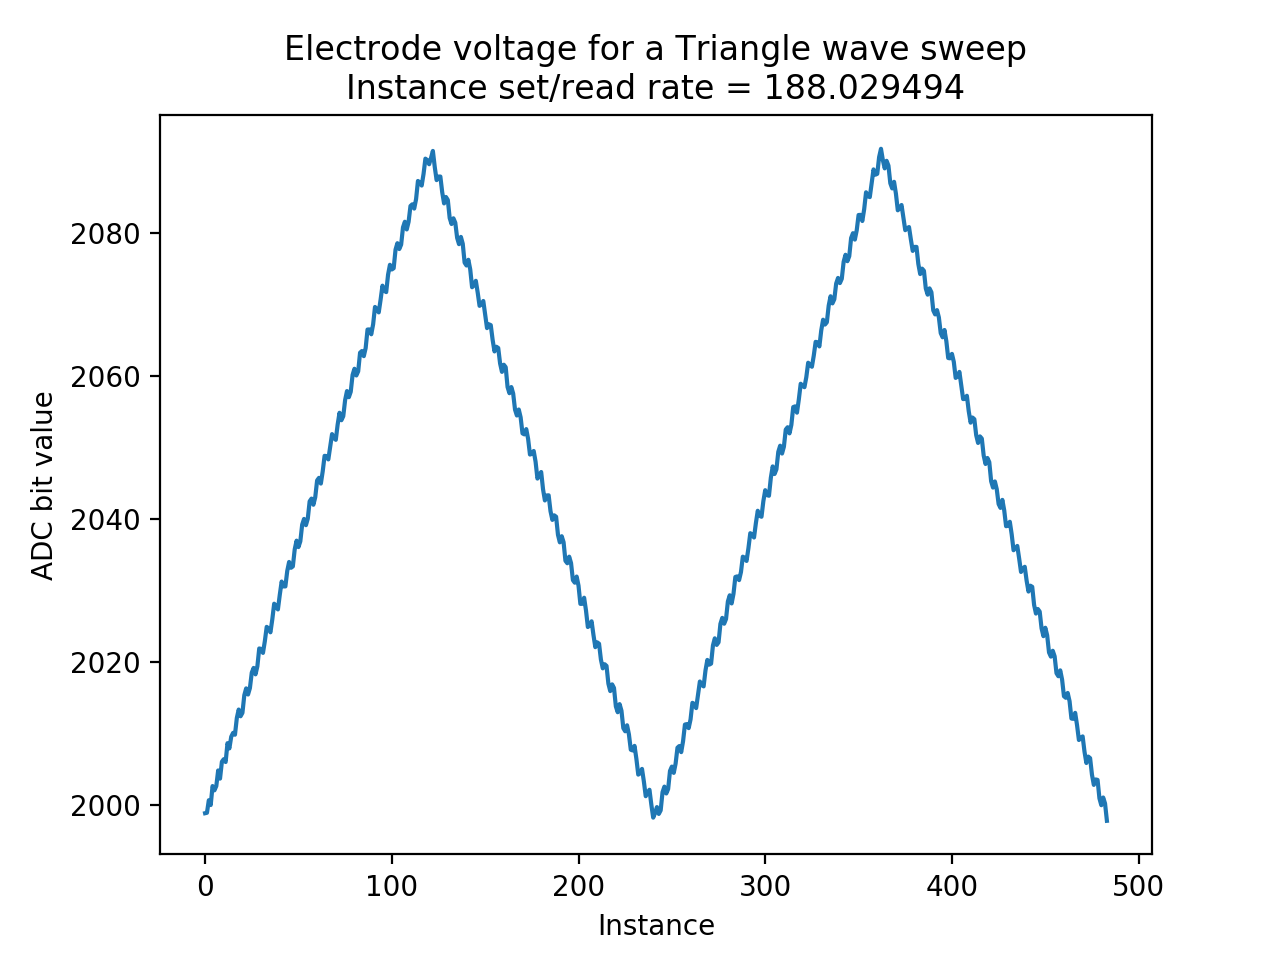 Electrode voltage for a Triangle wave sweep
Instance set/read rate = 188.029494
ADC bit value
2080
2060
2040
2020
2000
0 100 200 300 400 500
Instance